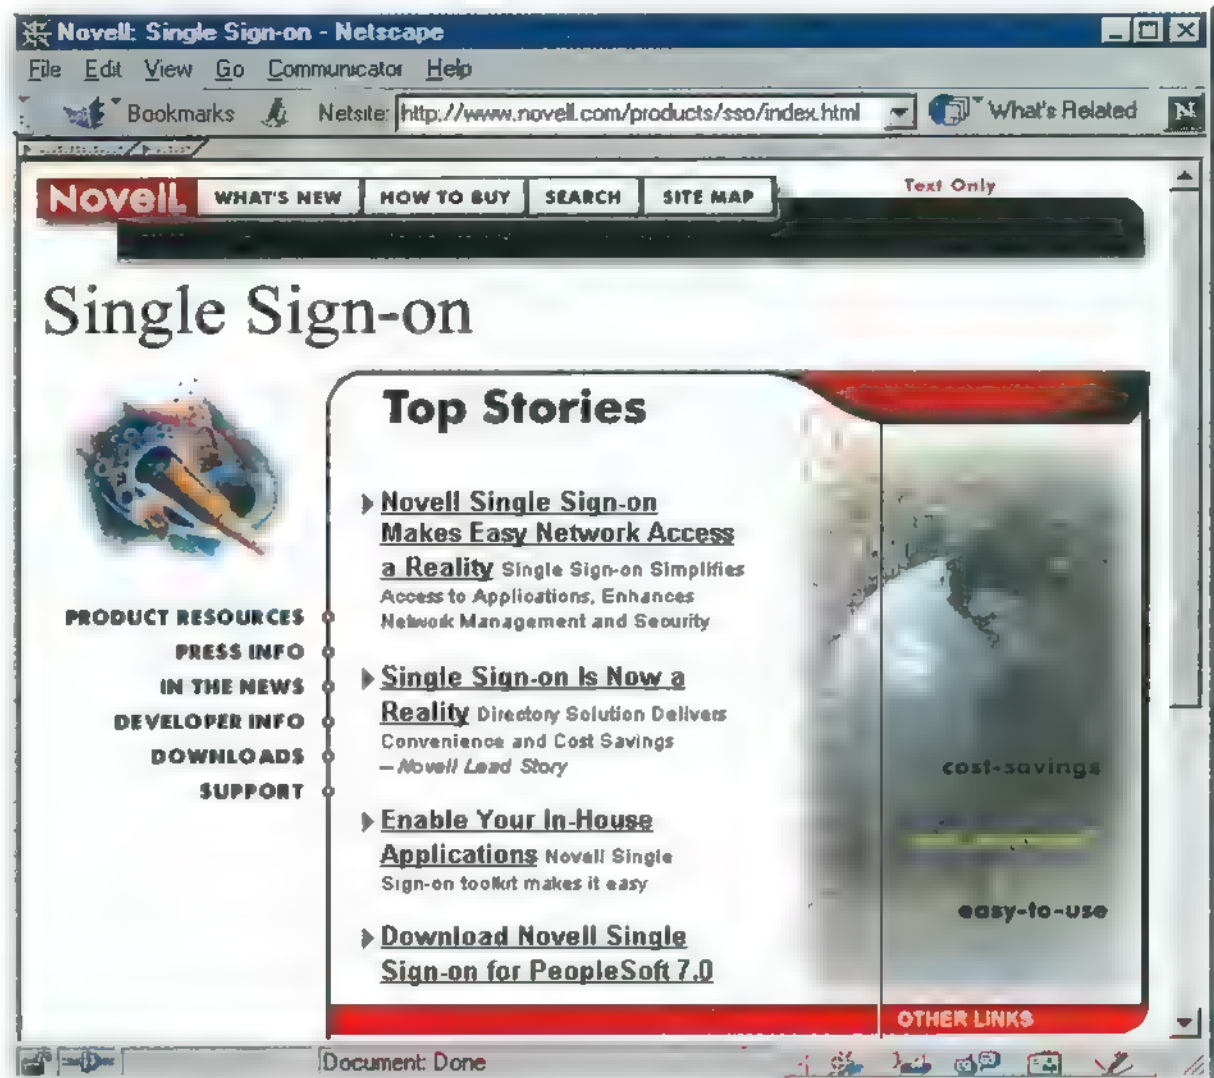 Novell: Single Sign-on - Netscape
File Edit View Go Communicator Help
Bookmarks Netsite: http://www.novell.com/products/sso/index.html What's Related N
Novell. WHAT'S NEW HOW TO BUY SEARCH SITE MAP Text Only
Single Sign-on
Top Stories
Novell Single Sign-on
Makes Easy Network Access
a Reality Single Sign-on Simplifies
Access to Applications, Enhances
Network Management and Security
PRODUCT RESOURCES
PRESS INFO
IN THE NEWS
DEVELOPER INFO
DOWNLOADS
SUPPORT
Single Sign-on Is Now a
Reality Directory Solution Delivers
Convenience and Cost Savings
– Novell Lead Story
Enable Your In-House
Applications Novell Single
Sign-on toolkit makes it easy
Download Novell Single
Sign-on for PeopleSoft 7.0
cost-savings
easy-to-use
OTHER LINKS
Document: Done